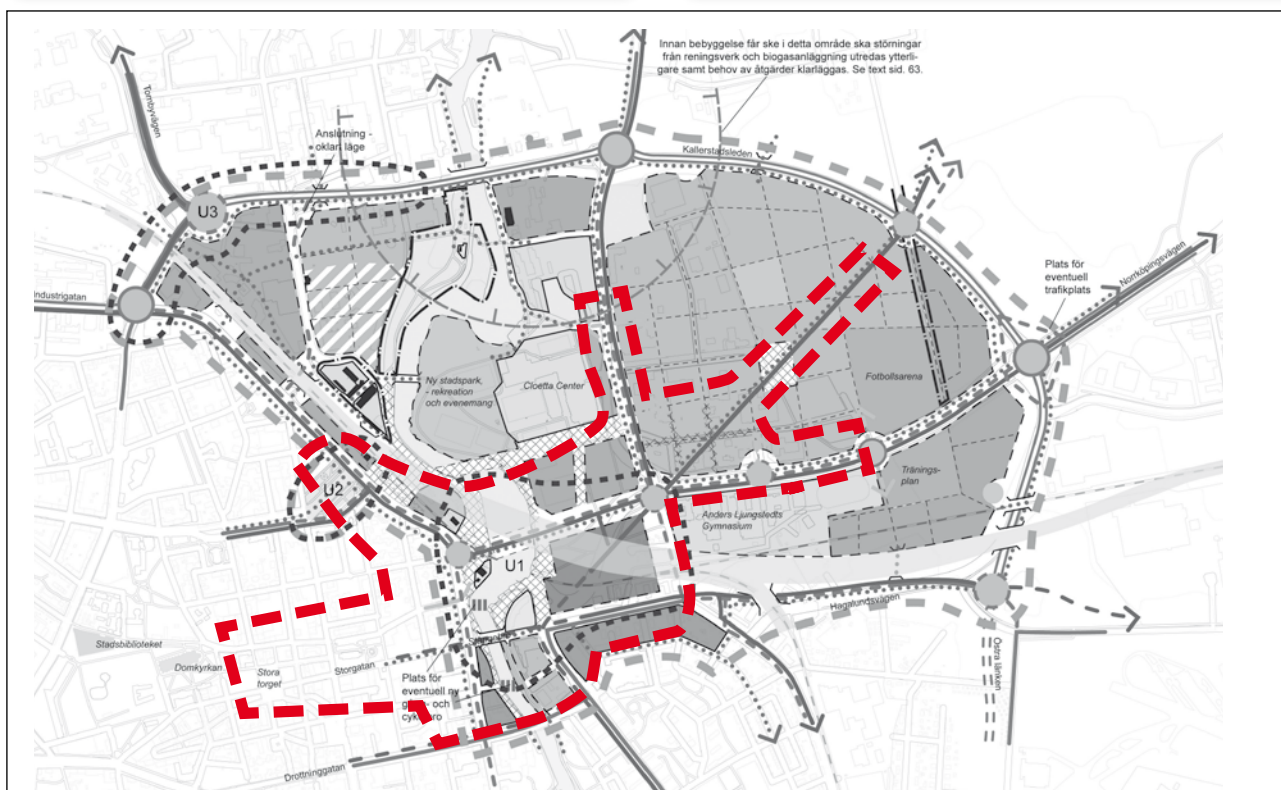 Innan bebyggelse får ske i detta område ska störningar
från reningsverk och biogasanläggning utredas ytterli-
gare samt behov av åtgärder klarläggas. Se text sid. 63.
Tornbyvägen
Anslutning -
oklart läge
Kallerstadsleden
U3
Industrigatan
Plats för
eventuell
trafikplats
Norrköpingsvägen
Ny stadspark,
- rekreation
och evenemang
Cloetta Center
Fotbollsarena
Tränings-
plan
U2
Anders Ljungstedts
Gymnasium
U1
Hagalundsvägen
Stadsbiblioteket
Domkyrkan
Stora
torget
Storgatan
Plats för
eventuell ny
och
Östra länken
Drottninggatan